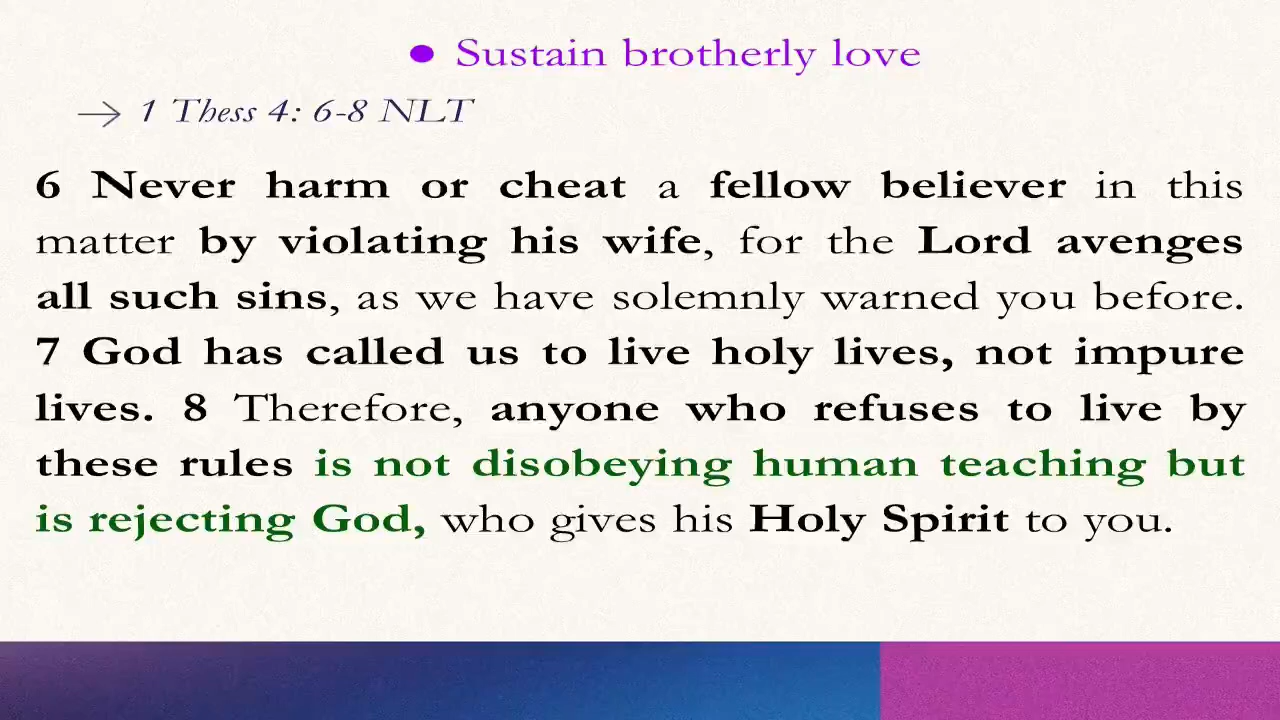 ● Sustain brotherly love
→ 1 Thess 4: 6-8 NLT
6 Never harm or cheat a fellow believer in this
matter by violating his wife, for the Lord avenges
all such sins, as we have solemnly warned you before.
7 God has called us to live holy lives, not impure
lives. 8 Therefore, anyone who refuses to live by
these rules is not disobeying human teaching but
is rejecting God, who gives his Holy Spirit to you.